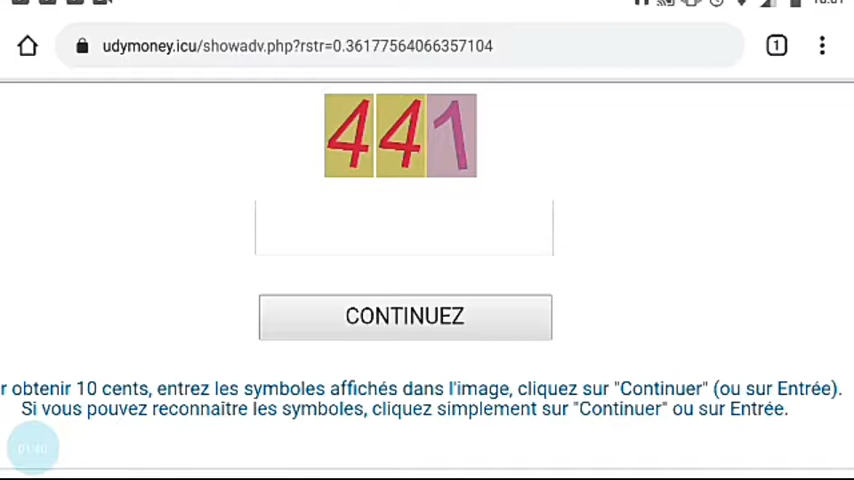 udymoney.icu/showadv.php?rstr=0.36177564066357104
1
441
CONTINUEZ
r obtenir 10 cents, entrez les symboles affichés dans l'image, cliquez sur "Continuer" (ou sur Entrée).
Si vous pouvez reconnaître les symboles, cliquez simplement sur "Continuer" ou sur Entrée.
01:40